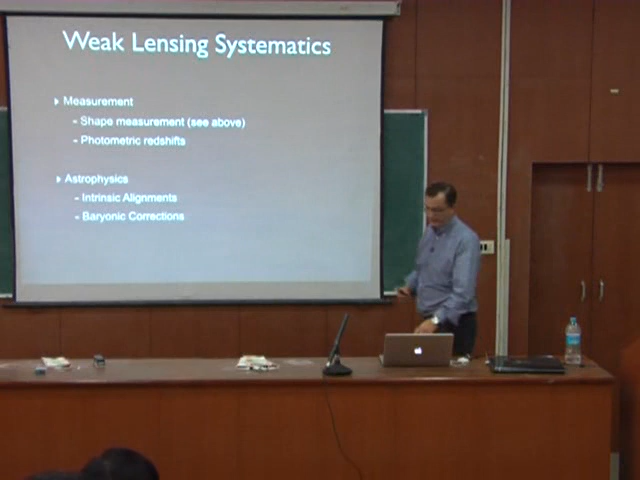 Weak Lensing Systematics
Measurement
- Shape measurement (see above)
- Photometric redshifts
Astrophysics
- Intrinsic Alignments
- Baryonic Corrections